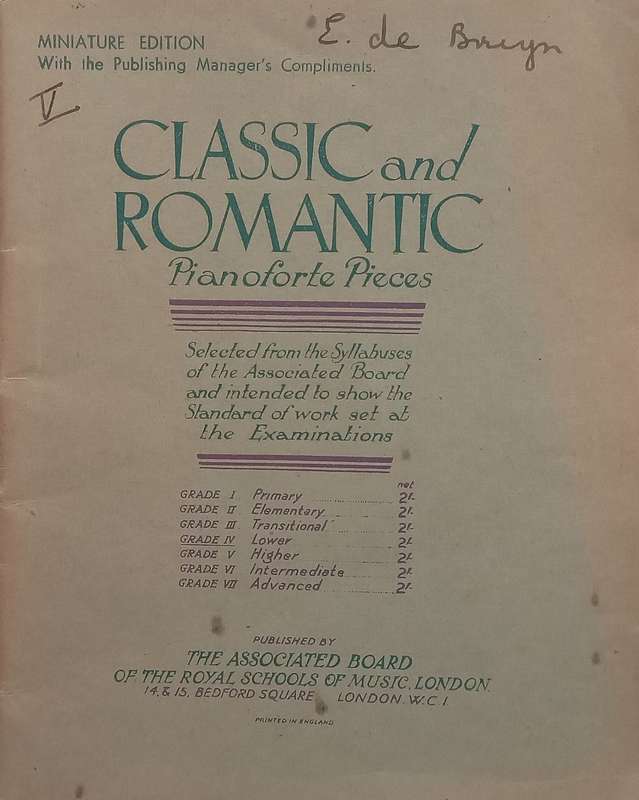 MINIATURE EDITION
E. de Bruyn
With the Publishing Manager's Compliments.
V
CLASSIC and
ROMANTIC
Pianoforte Pieces
Selected from the Syllabuses
of the Associated Board
and intended to show the
Standard of work set at
the Examinations
net
GRADE I Primary 2/-
GRADE II Elementary 2/-
GRADE III Transitional 2/-
GRADE IV Lower 2/-
GRADE V Higher 2/-
GRADE VI Intermediate 2/-
GRADE VII Advanced 2/-
PUBLISHED BY
THE ASSOCIATED BOARD
OF THE ROYAL SCHOOLS OF MUSIC, LONDON.
14, & 15, BEDFORD SQUARE LONDON. W.C.1.
PRINTED IN ENGLAND